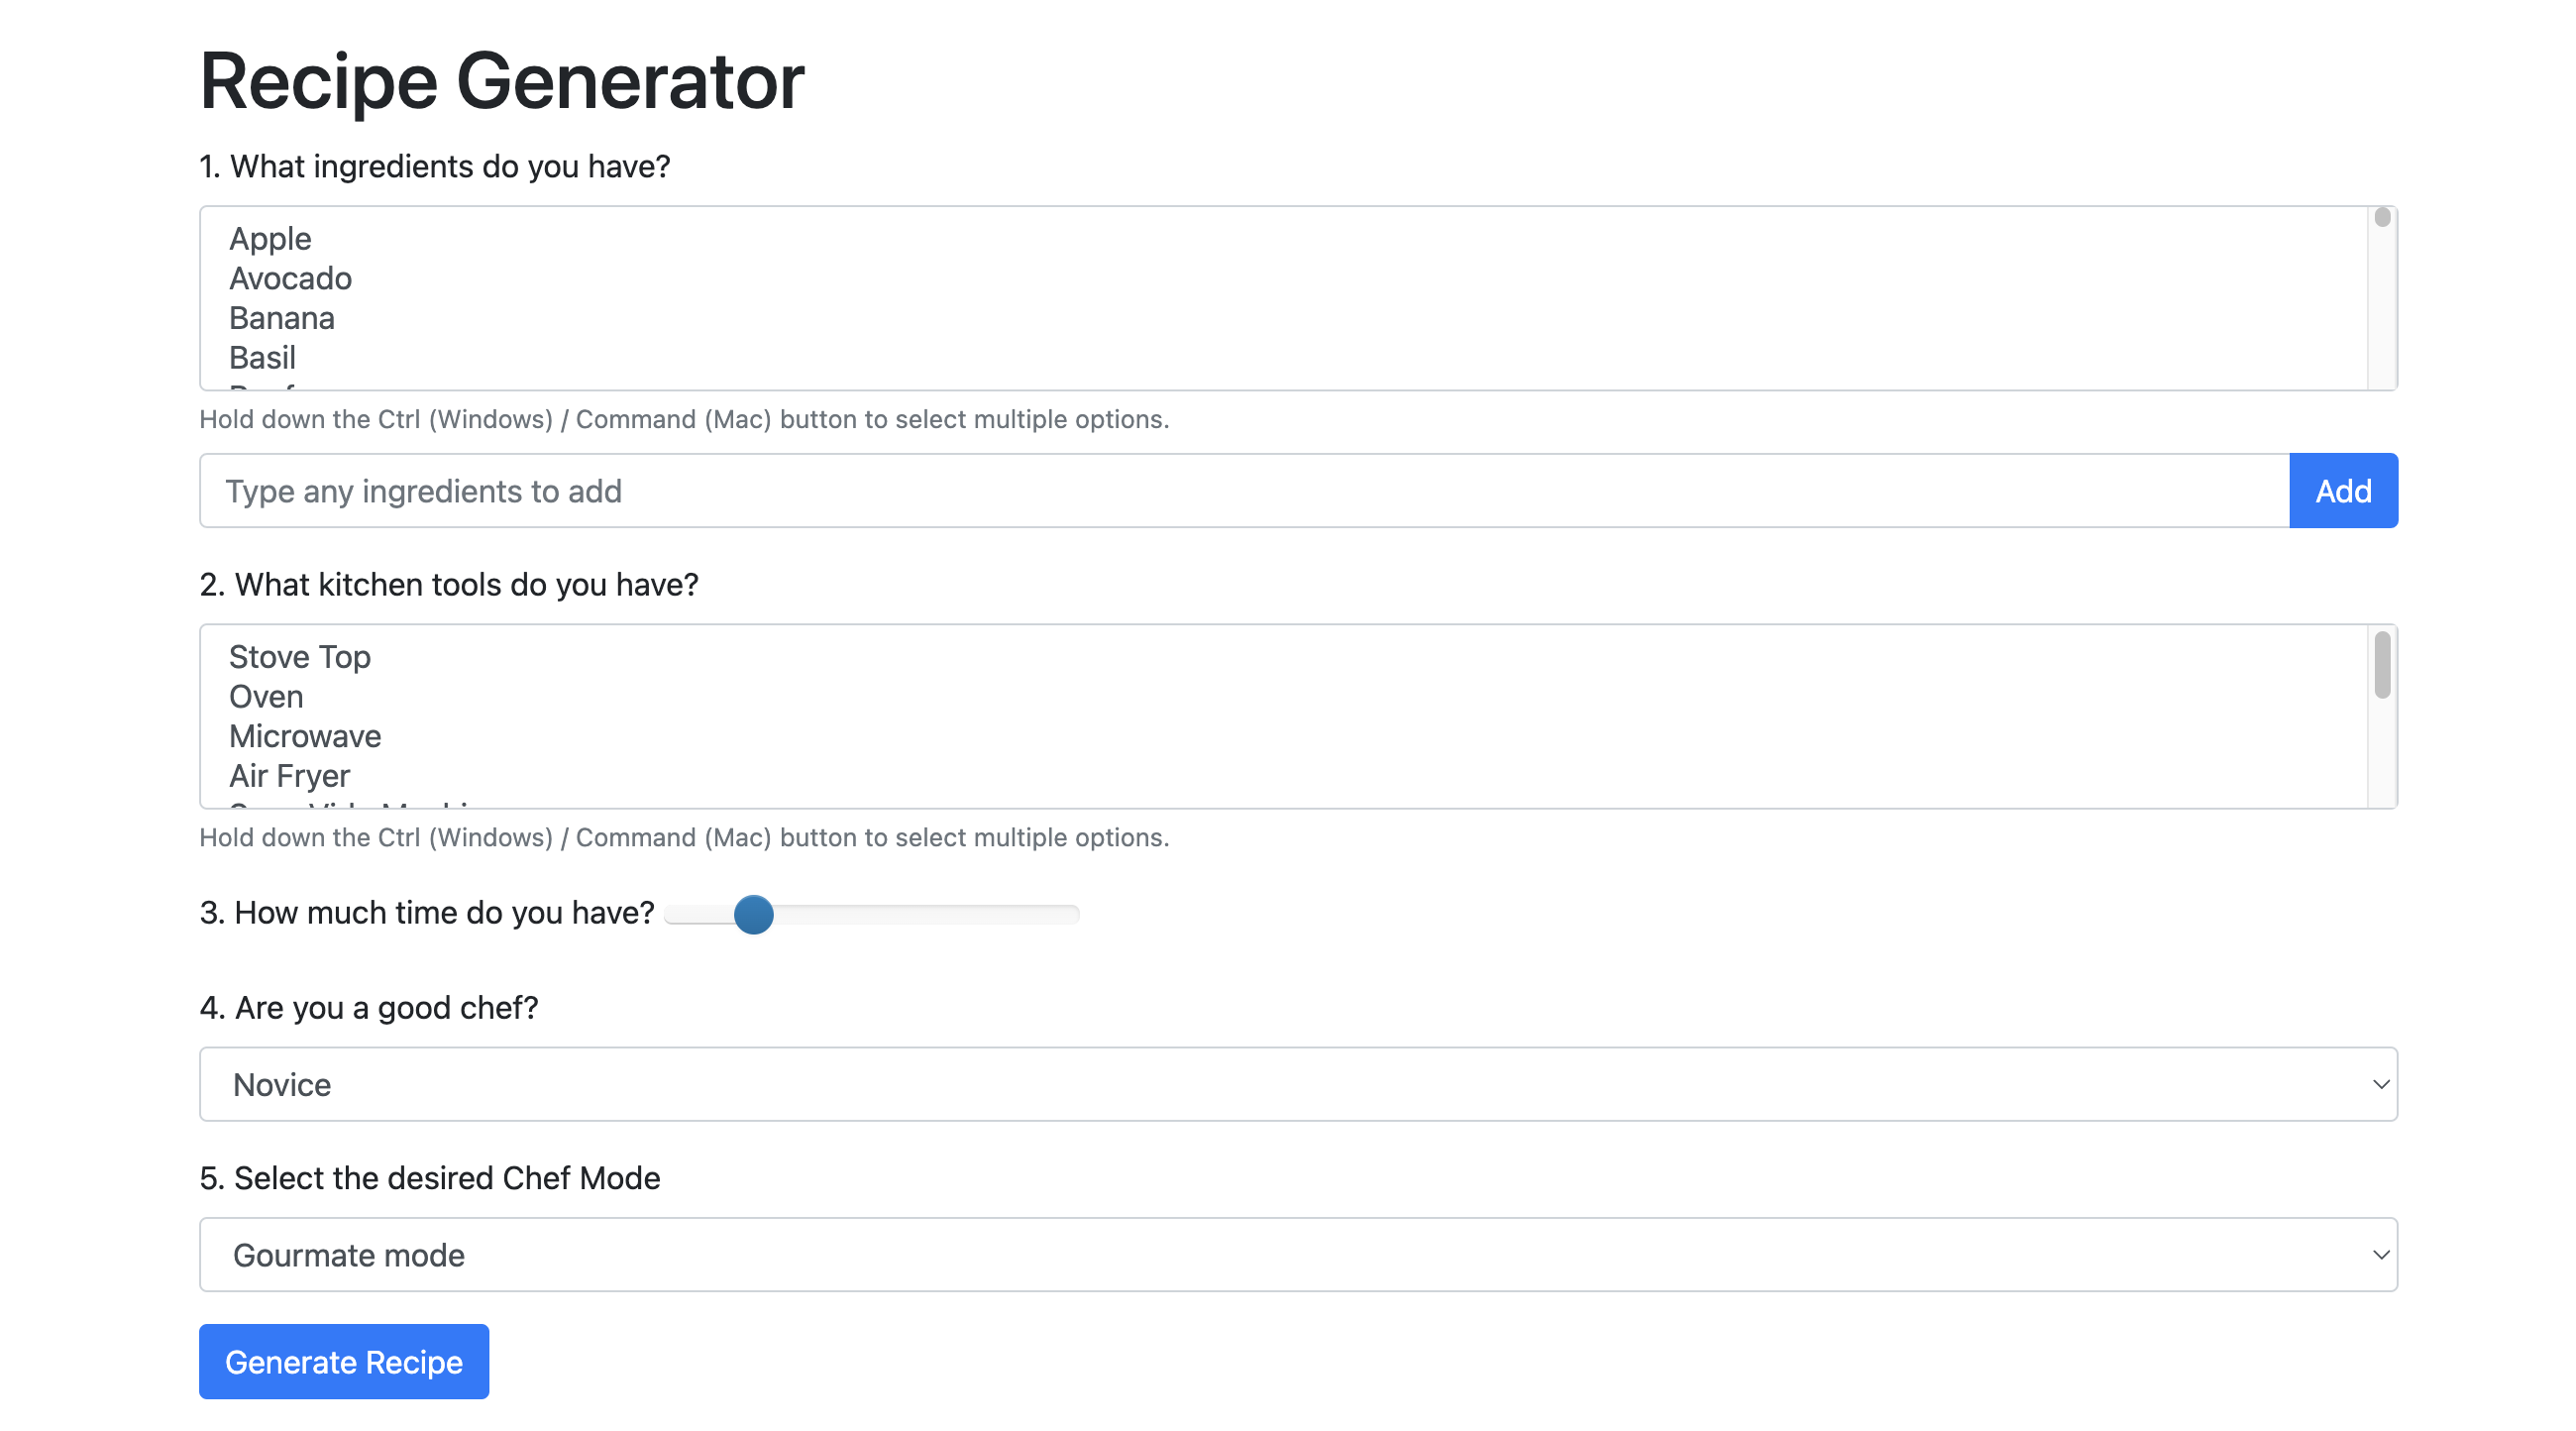 Recipe Generator
1. What ingredients do you have?
Apple
Avocado
Banana
Basil
Hold down the Ctrl (Windows) / Command (Mac) button to select multiple options.
Type any ingredients to add
Add
2. What kitchen tools do you have?
Stove Top
Oven
Microwave
Air Fryer
Hold down the Ctrl (Windows) / Command (Mac) button to select multiple options.
3. How much time do you have?
4. Are you a good chef?
Novice
5. Select the desired Chef Mode
Gourmate mode
Generate Recipe